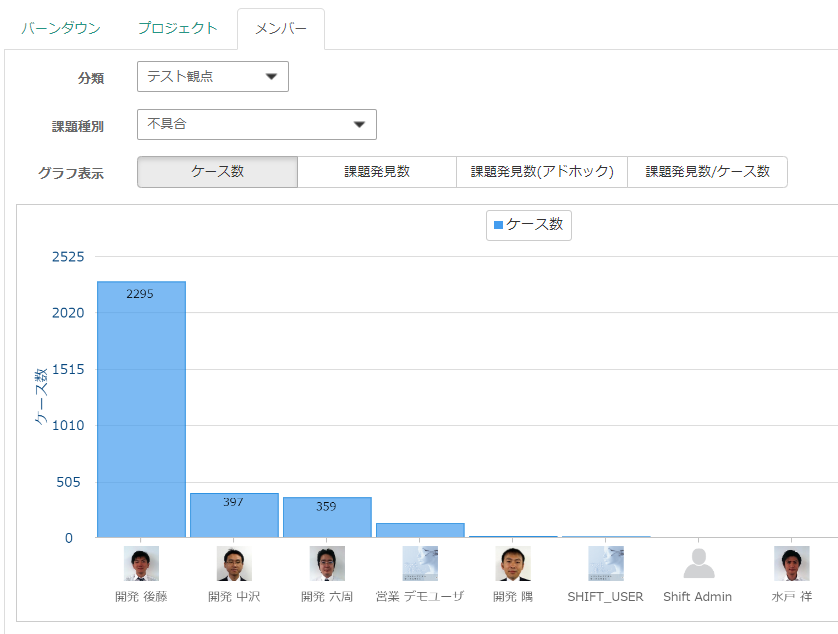 バーンダウン プロジェクト メンバー
分類 テスト観点
課題種別 不具合
グラフ表示 ケース数 課題発見数 課題発見数(アドホック) 課題発見数/ケース数
ケース数
2525
2020
1515
1010
505
0
ケース数
2295
397
359
開発 後藤 開発 中沢 開発 六周 営業 デモユーザ 開発 隅 SHIFT_USER Shift Admin 水戸 祥